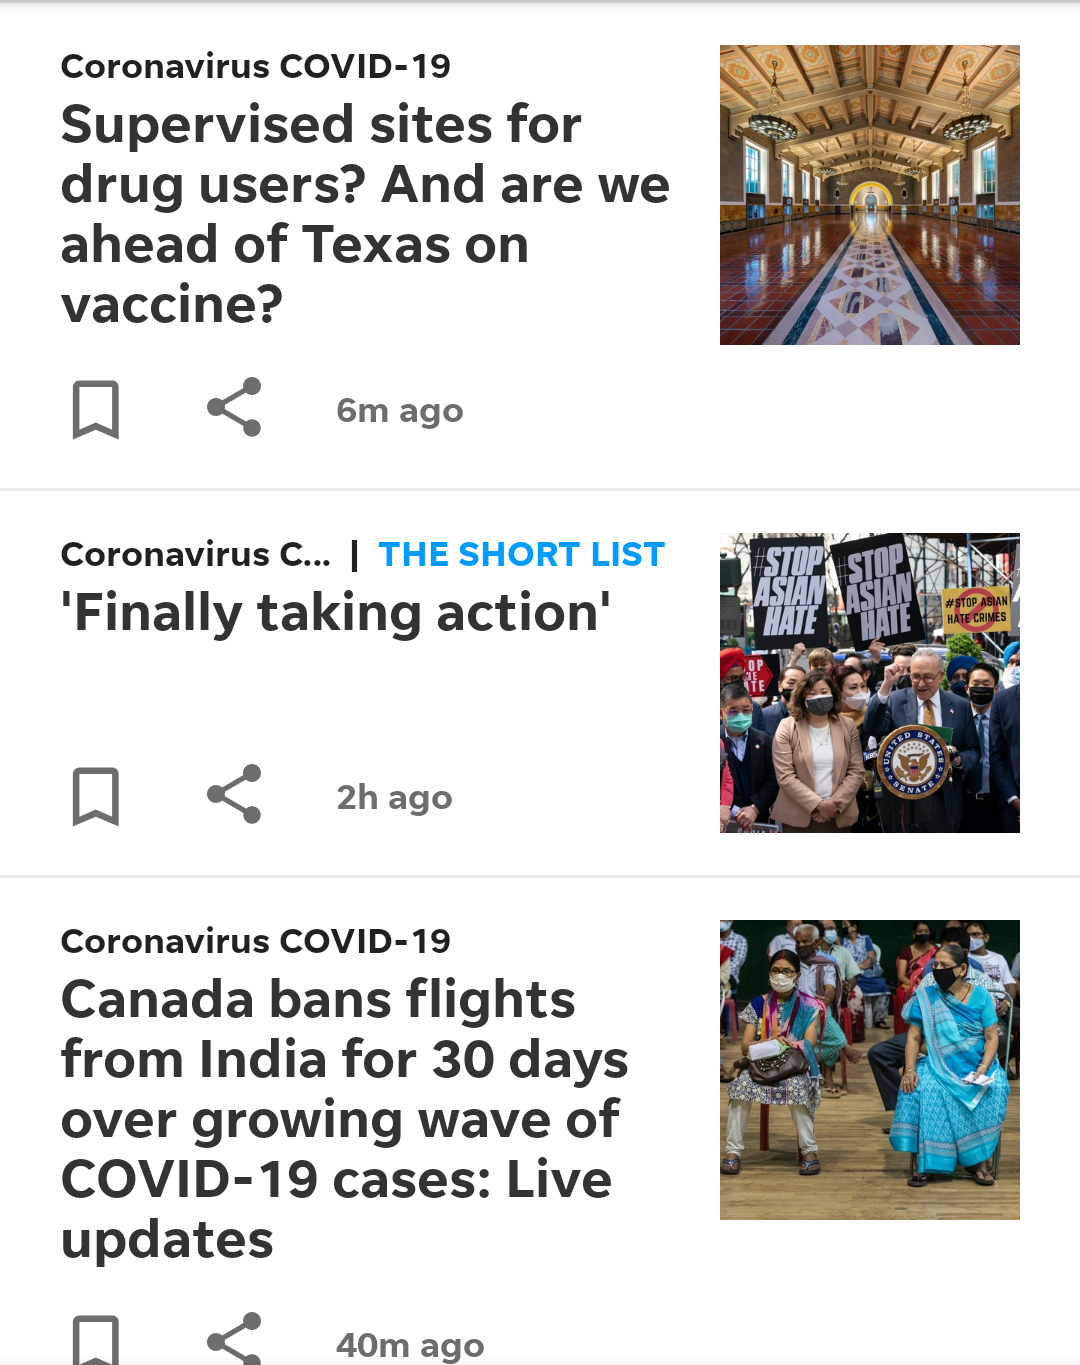 Coronavirus COVID-19
Supervised sites for
drug users? And are we
ahead of Texas on
vaccine?
6m ago
Coronavirus C... | THE SHORT LIST
'Finally taking action'
2h ago
#STOP
ASIAN
HATE
#STOP
ASIAN
HATE
#STOP ASIAN
HATE CRIMES
UNITED STATES
SENATE
Coronavirus COVID-19
Canada bans flights
from India for 30 days
over growing wave of
COVID-19 cases: Live
updates
40m ago